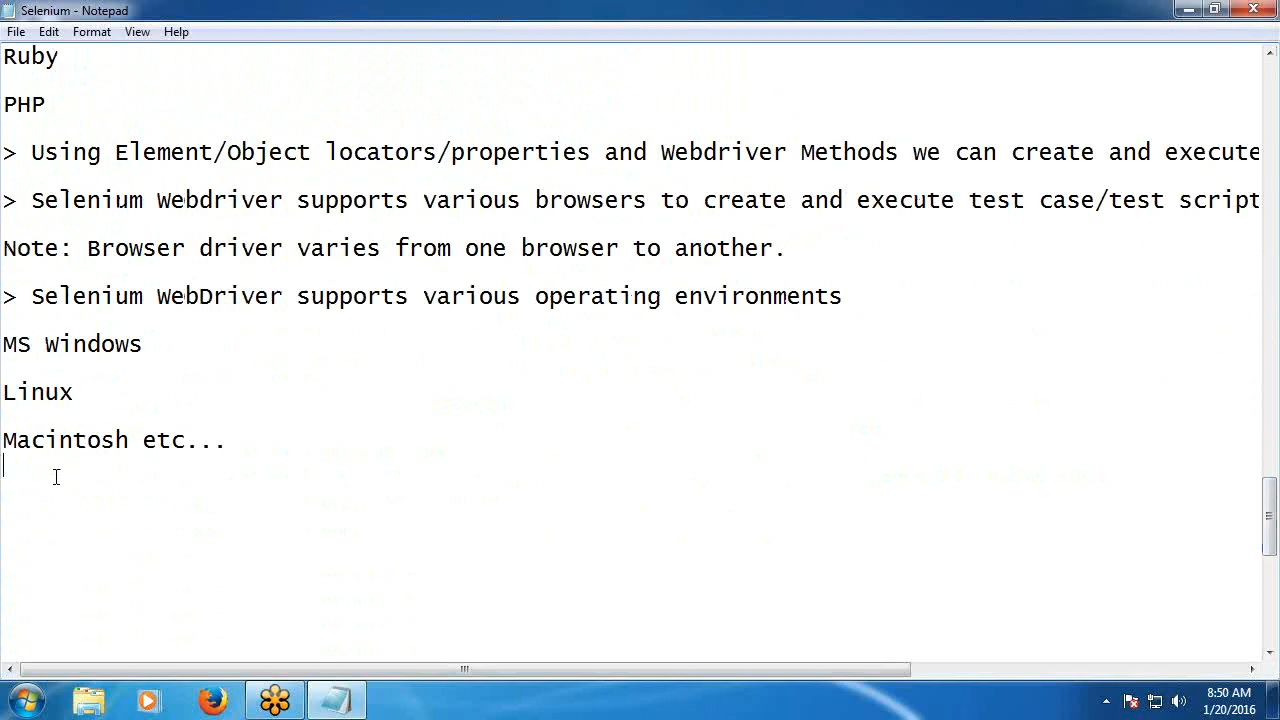 Selenium - Notepad
File Edit Format View Help
Ruby
PHP
> Using Element/Object locators/properties and Webdriver Methods we can create and execute
> Selenium Webdriver supports various browsers to create and execute test case/test script
Note: Browser driver varies from one browser to another.
> Selenium WebDriver supports various operating environments
MS Windows
Linux
Macintosh etc...
8:50 AM
1/20/2016